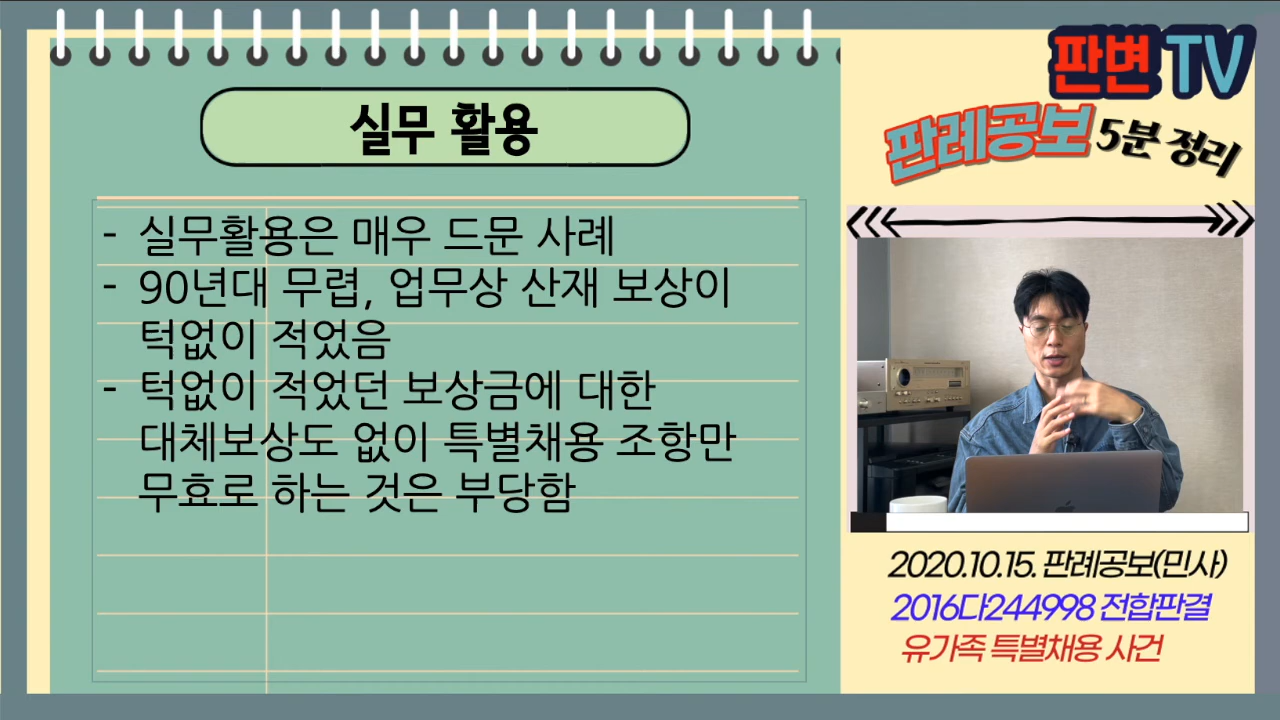 실무 활용
- 실무활용은 매우 드문 사례
- 90년대 무렵, 업무상 산재 보상이
턱없이 적었음
- 턱없이 적었던 보상금에 대한
대체보상도 없이 특별채용 조항만
무효로 하는 것은 부당함
판변 TV
판례공보 5분 정리
2020.10.15. 판례공보(민사)
2016다244998 전합판결
유가족 특별채용 사건